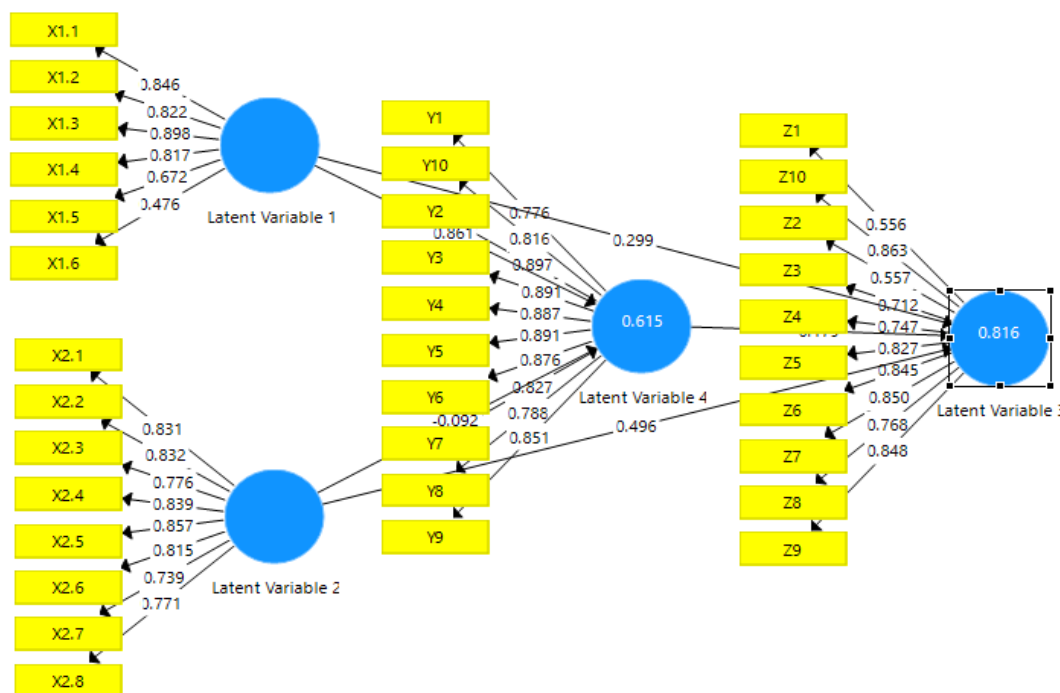 X1.1
X1.2
X1.3
X1.4
X1.5
X1.6
0.846
0.822
0.898
0.817
0.672
0.476
Latent Variable 1
X2.1
X2.2
X2.3
X2.4
X2.5
X2.6
X2.7
X2.8
0.831
0.832
0.776
0.839
0.857
0.815
0.739
0.771
Latent Variable 2
Y1
Y10
Y2
Y3
Y4
Y5
Y6
Y7
Y8
Y9
0.776
0.816
0.861
0.897
0.891
0.887
0.891
0.876
0.827
0.788
-0.092
0.851
0.615
Latent Variable 4
0.299
0.496
Z1
Z10
Z2
Z3
Z4
Z5
Z6
Z7
Z8
Z9
0.556
0.863
0.557
0.712
0.747
0.827
0.845
0.850
0.768
0.848
0.816
Latent Variable